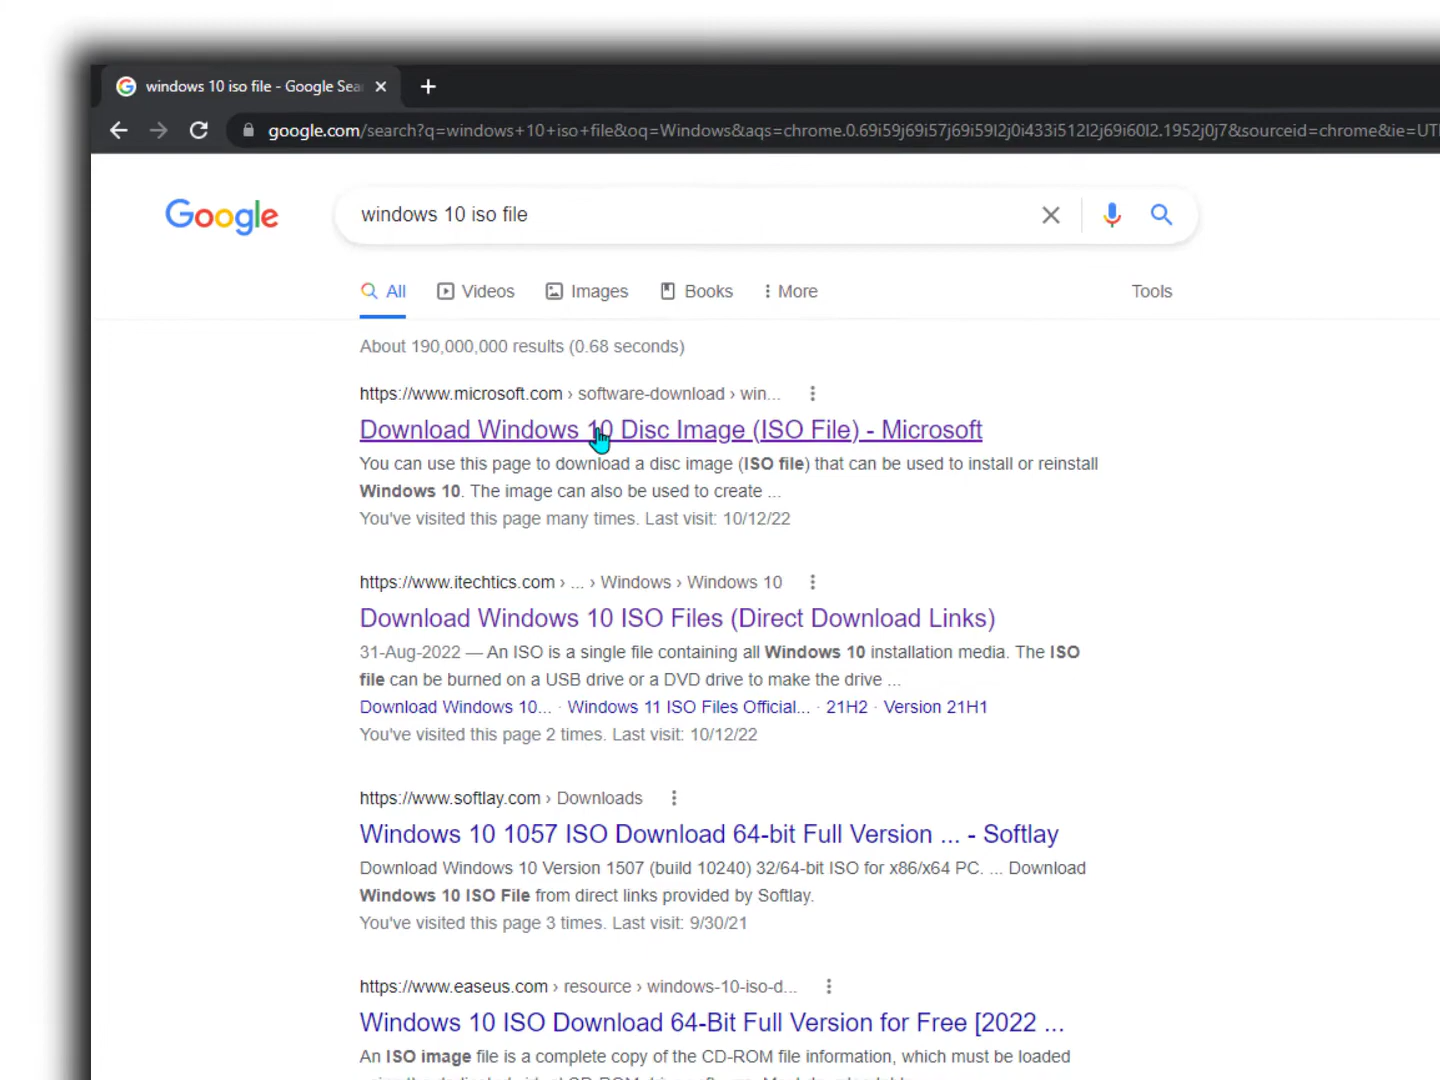 windows 10 iso file - Google Sea
google.com/search?q=windows+10+iso+file&oq=Windows&aqs=chrome.0.69i59j69i57j69i59l2j0i433i512l2j69i60l2.1952j0j7&sourceid=chrome&ie=UT
Google
windows 10 iso file
All Videos Images Books More Tools
About 190,000,000 results (0.68 seconds)
https://www.microsoft.com › software-download › win...
Download Windows 10 Disc Image (ISO File) - Microsoft
You can use this page to download a disc image (ISO file) that can be used to install or reinstall
Windows 10. The image can also be used to create ...
You've visited this page many times. Last visit: 10/12/22
https://www.itechtics.com › ... › Windows › Windows 10
Download Windows 10 ISO Files (Direct Download Links)
31-Aug-2022 — An ISO is a single file containing all Windows 10 installation media. The ISO
file can be burned on a USB drive or a DVD drive to make the drive ...
Download Windows 10... · Windows 11 ISO Files Official... · 21H2 · Version 21H1
You've visited this page 2 times. Last visit: 10/12/22
https://www.softlay.com › Downloads
Windows 10 1057 ISO Download 64-bit Full Version ... - Softlay
Download Windows 10 Version 1507 (build 10240) 32/64-bit ISO for x86/x64 PC. ... Download
Windows 10 ISO File from direct links provided by Softlay.
You've visited this page 3 times. Last visit: 9/30/21
https://www.easeus.com › resource › windows-10-iso-d...
Windows 10 ISO Download 64-Bit Full Version for Free [2022 ...
An ISO image file is a complete copy of the CD-ROM file information, which must be loaded